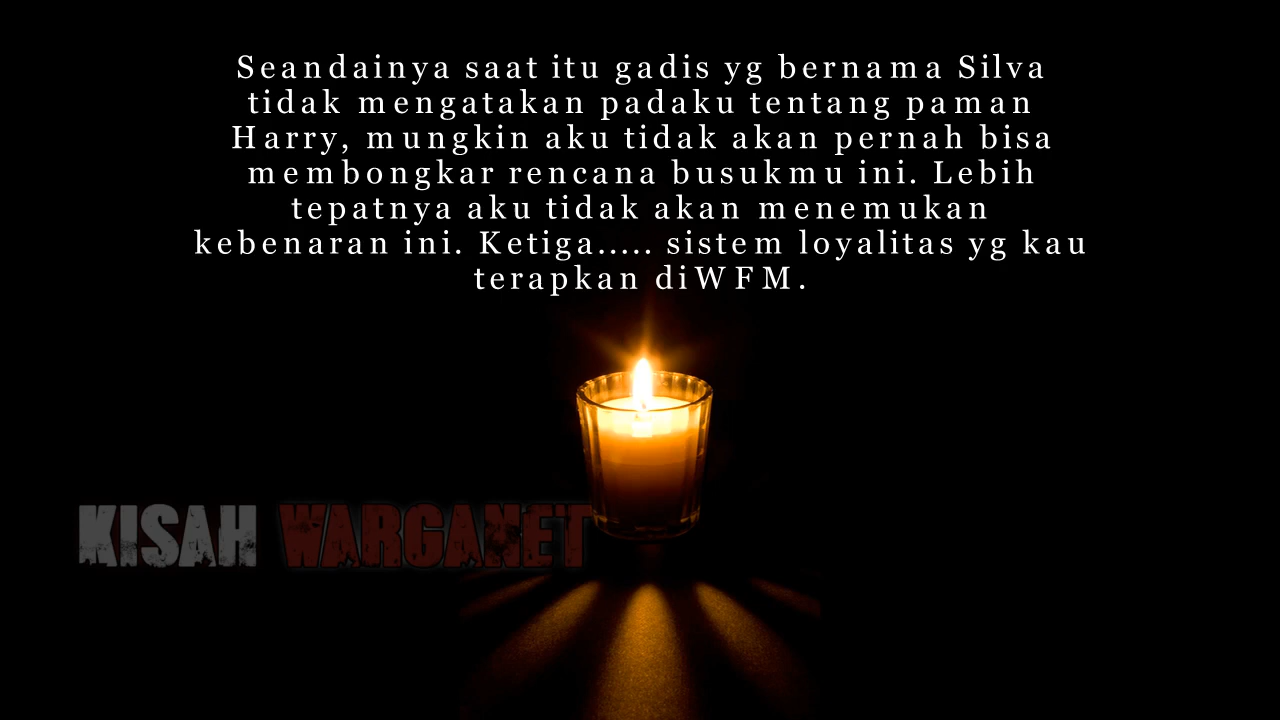 Seandainya saat itu gadis yg bernama Silva
tidak mengatakan padaku tentang paman
Harry, mungkin aku tidak akan pernah bisa
membongkar rencana busukmu ini. Lebih
tepatnya aku tidak akan menemukan
kebenaran ini. Ketiga..... sistem loyalitas yg kau
terapkan diWFM.
KISAH WARGANET